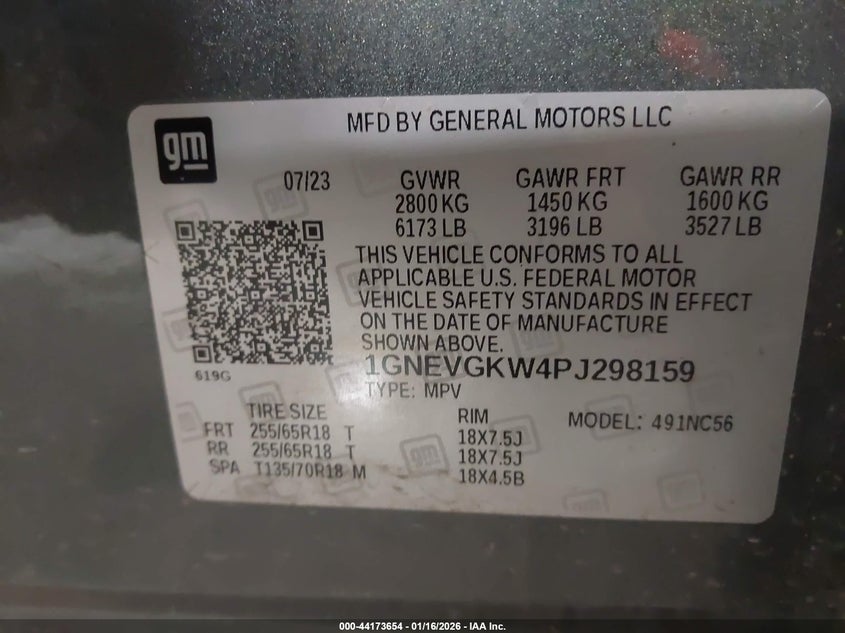 gm
MFD BY GENERAL MOTORS LLC
07/23 GVWR GAWR FRT GAWR RR
2800 KG 1450 KG 1600 KG
6173 LB 3196 LB 3527 LB
THIS VEHICLE CONFORMS TO ALL
APPLICABLE U.S. FEDERAL MOTOR
VEHICLE SAFETY STANDARDS IN EFFECT
ON THE DATE OF MANUFACTURE
SHOWN ABOVE.
619G
1GNEVGKW4PJ298159
TYPE: MPV
TIRE SIZE RIM MODEL: 491NC56
FRT 255/65R18 T 18X7.5J
RR 255/65R18 T 18X7.5J
SPA T135/70R18 M 18X4.5B
gm
000-44173654 - 01/16/2026 - IAA Inc.